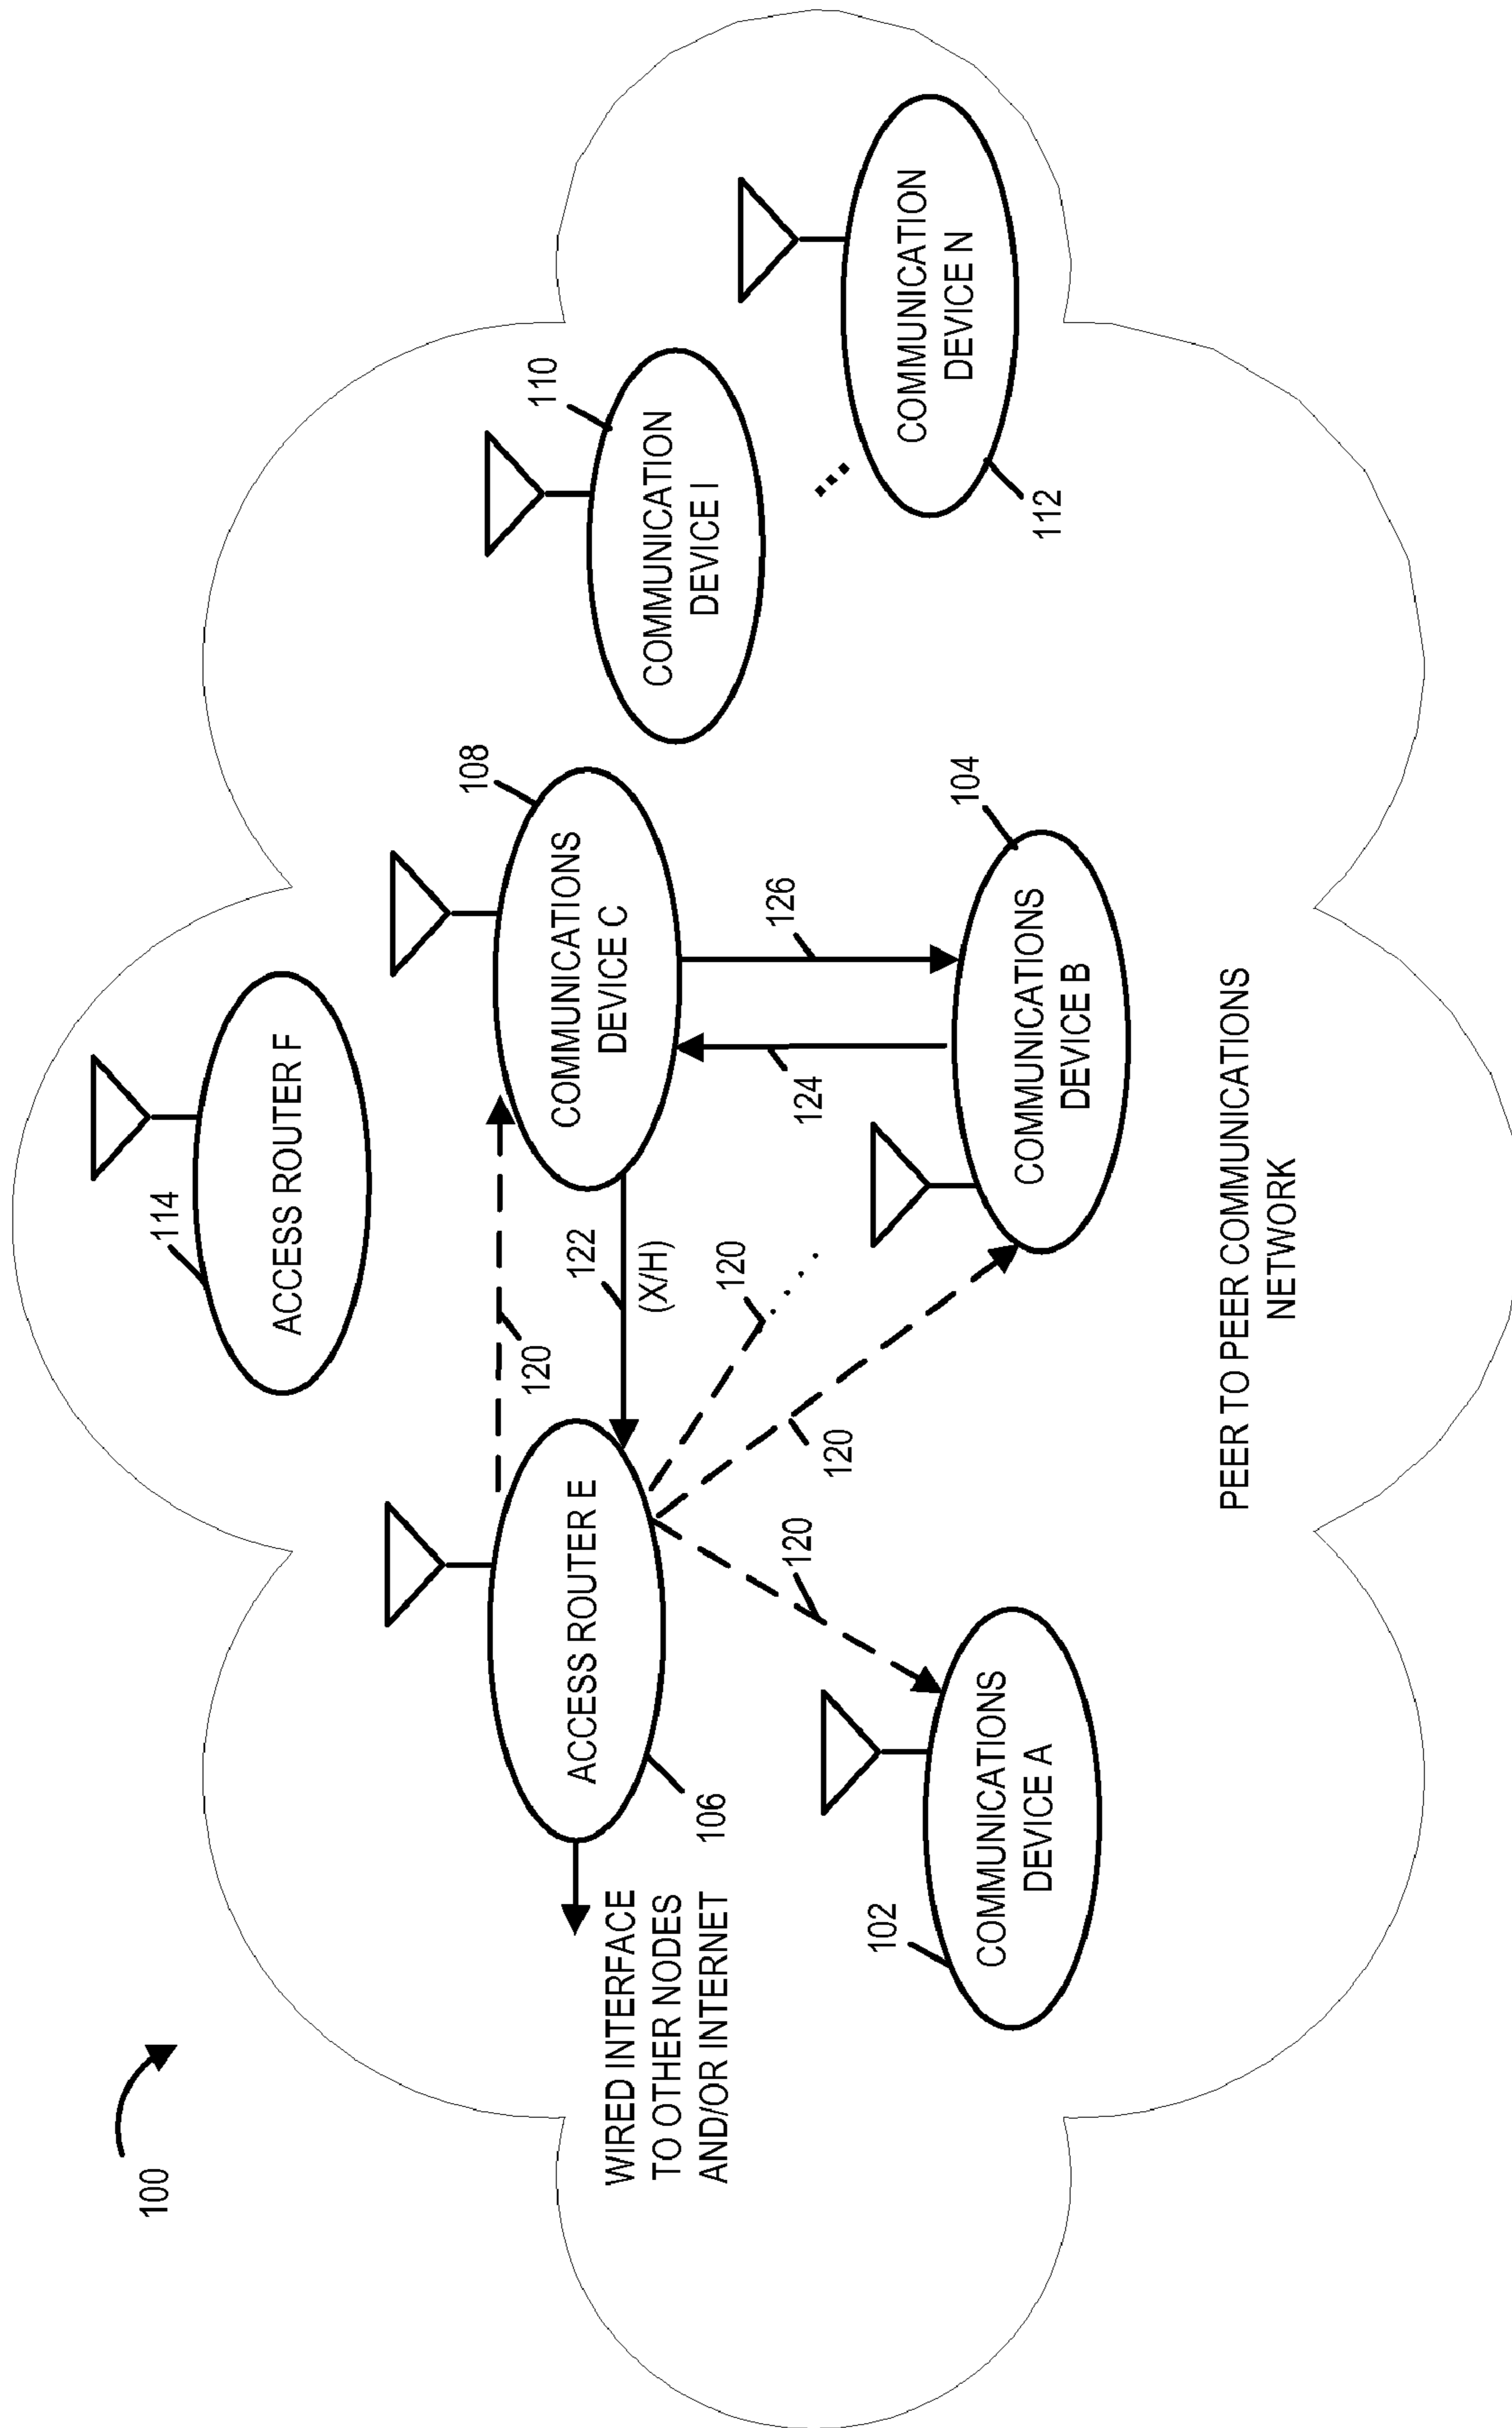 100
114
ACCESS ROUTER F
108
COMMUNICATIONS
DEVICE C
110
COMMUNICATION
DEVICE I
COMMUNICATION
DEVICE N
112
120
122
(X/H)
ACCESS ROUTER E
106
WIRED INTERFACE
TO OTHER NODES
AND/OR INTERNET
120
120
120
124
126
104
COMMUNICATIONS
DEVICE B
102
COMMUNICATIONS
DEVICE A
PEER TO PEER COMMUNICATIONS
NETWORK